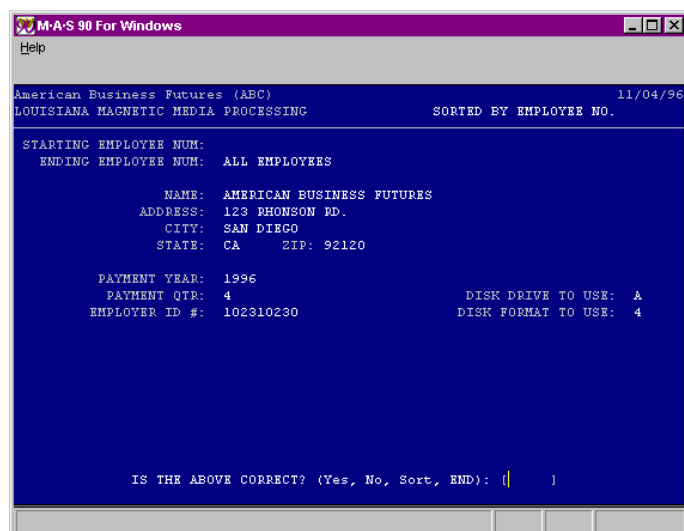 M·A·S 90 For Windows
Help
American Business Futures (ABC) 11/04/96
LOUISIANA MAGNETIC MEDIA PROCESSING SORTED BY EMPLOYEE NO.
STARTING EMPLOYEE NUM:
ENDING EMPLOYEE NUM: ALL EMPLOYEES
NAME: AMERICAN BUSINESS FUTURES
ADDRESS: 123 RHONSON RD.
CITY: SAN DIEGO
STATE: CA ZIP: 92120
PAYMENT YEAR: 1996
PAYMENT QTR: 4 DISK DRIVE TO USE: A
EMPLOYER ID #: 102310230 DISK FORMAT TO USE: 4
IS THE ABOVE CORRECT? (Yes, No, Sort, END): [ ]